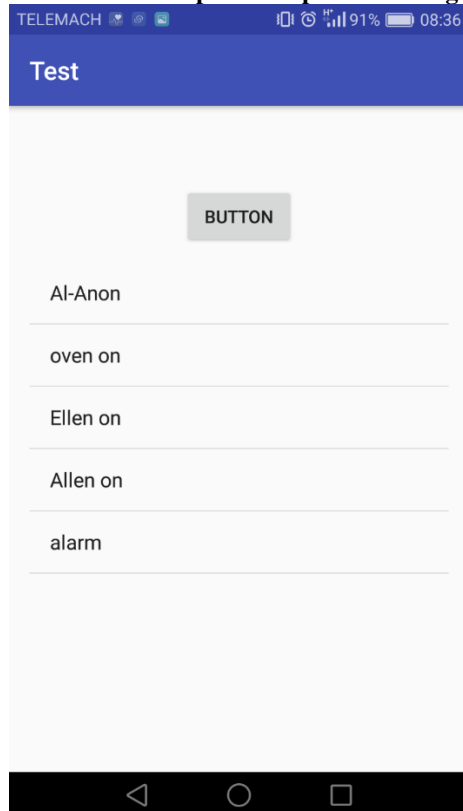 TELEMACH 91% 08:36
Test
BUTTON
Al-Anon
oven on
Ellen on
Allen on
alarm